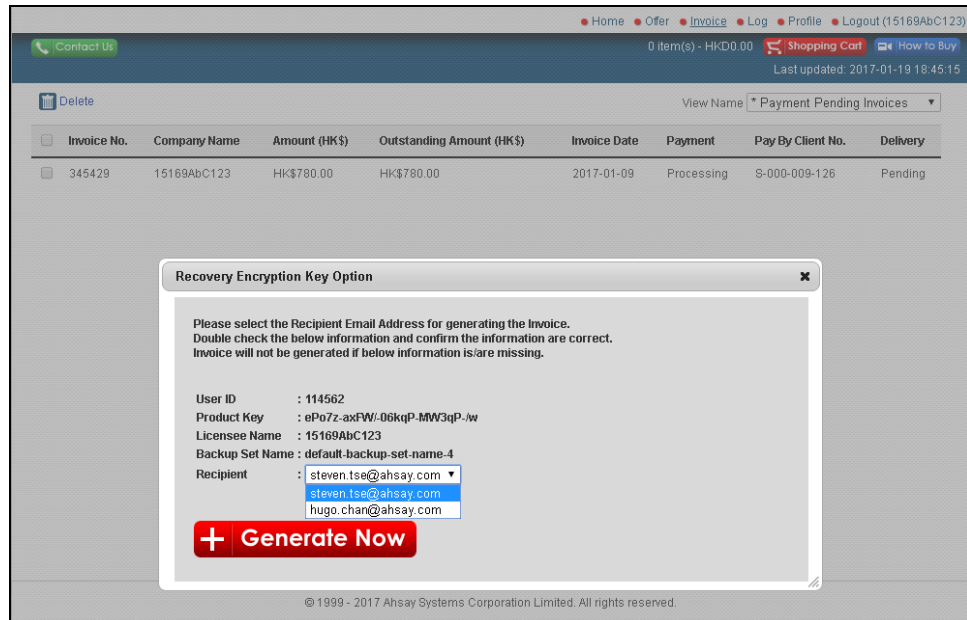 Home Offer Invoice Log Profile Logout (15169AbC123)
Contact Us 0 item(s) - HKD0.00 Shopping Cart How to Buy
Last updated: 2017-01-19 18:45:15
Delete View Name * Payment Pending Invoices
Invoice No. Company Name Amount (HK$) Outstanding Amount (HK$) Invoice Date Payment Pay By Client No. Delivery
345429 15169AbC123 HK$780.00 HK$780.00 2017-01-09 Processing S-000-009-126 Pending
Recovery Encryption Key Option
Please select the Recipient Email Address for generating the Invoice.
Double check the below information and confirm the information are correct.
Invoice will not be generated if below information is/are missing.
User ID : 114562
Product Key : ePo7z-axFW/-06kqP-MW3qP-/w
Licensee Name : 15169AbC123
Backup Set Name : default-backup-set-name-4
Recipient : steven.tse@ahsay.com
steven.tse@ahsay.com
hugo.chan@ahsay.com
Generate Now
© 1999 - 2017 Ahsay Systems Corporation Limited. All rights reserved.